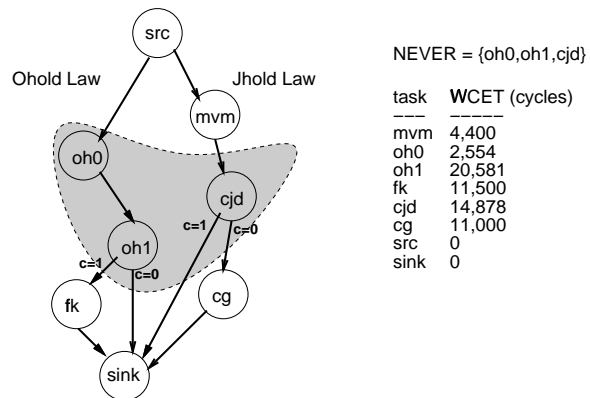 src
Ohold Law
Jhold Law
mvm
oh0
cjd
c=1
c=0
oh1
c=1
c=0
fk
cg
sink
NEVER = {oh0,oh1,cjd}
task WCET (cycles)
--- -----
mvm 4,400
oh0 2,554
oh1 20,581
fk 11,500
cjd 14,878
cg 11,000
src 0
sink 0